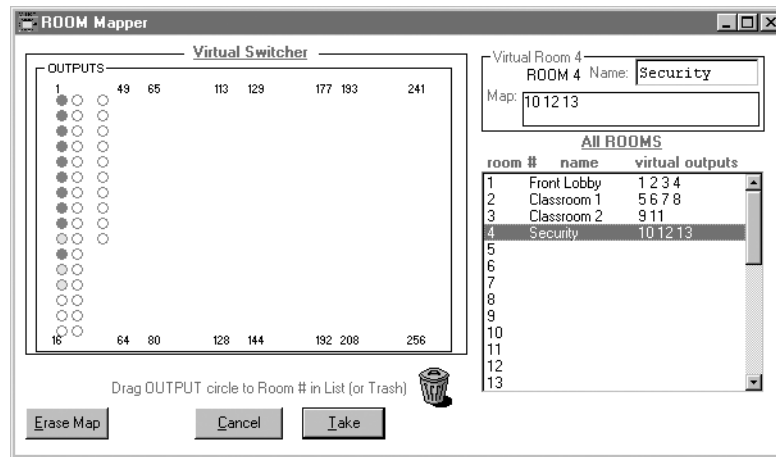 ROOM Mapper
Virtual Switcher
OUTPUTS
1 49 65 113 129 177 193 241
16 64 80 128 144 192 208 256
Drag OUTPUT circle to Room # in List (or Trash)
Erase Map
Cancel
Take
Virtual Room 4
ROOM 4 Name: Security
Map: 10 12 13
All ROOMS
room # name virtual outputs
1 Front Lobby 1 2 3 4
2 Classroom 1 5 6 7 8
3 Classroom 2 9 11
4 Security 10 12 13
5
6
7
8
9
10
11
12
13